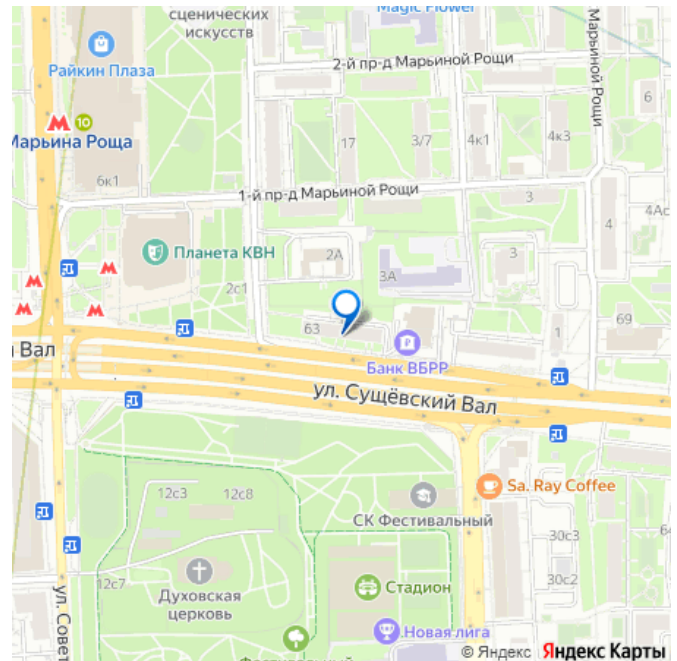 сценических
искусств
Magic Flower
Райкин Плаза
2-й пр-д Марьиной Рощи
Марьиной Рощи
6
10
Марьина Роща
17
3/7
4к1
4к3
6к1
1-й пр-д Марьиной Рощи
3
4Ас
4
Планета КВН
2А
3А
3
2с1
63
69
1
й Вал
Банк ВБРР
ул. Сущёвский Вал
Sa. Ray Coffee
12с3
12с8
СК Фестивальный
30с3
64
30с2
12с7
Духовская
церковь
Стадион
ул. Совет
Новая лига
© Яндекс Яндекс Карты